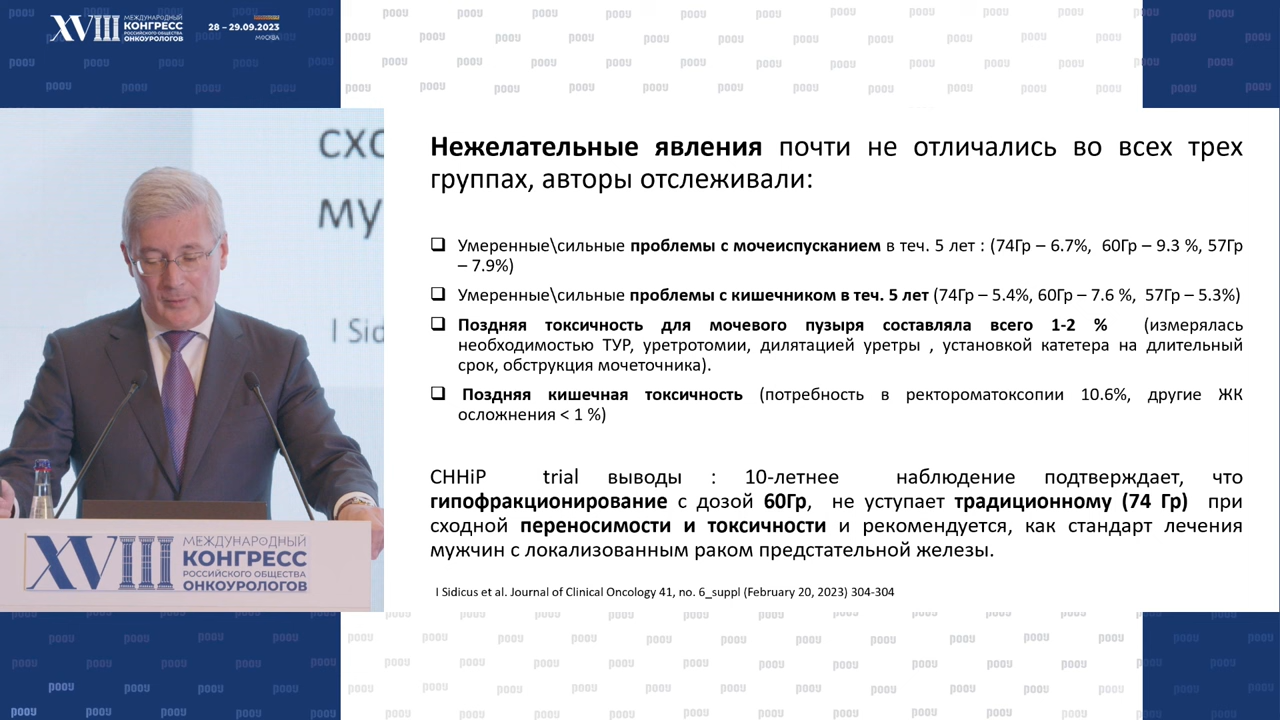 XVIII МЕЖДУНАРОДНЫЙ
КОНГРЕСС
РОССИЙСКОГО ОБЩЕСТВА
ОНКОУРОЛОГОВ
28 – 29.09.2023
МОСКВА
схо
му
I Sid
XVIII МЕЖДУНАРОДНЫЙ
КОНГРЕСС
РОССИЙСКОГО ОБЩЕСТВА
ОНКОУРОЛОГОВ
Нежелательные явления почти не отличались во всех трех
группах, авторы отслеживали:
❑ Умеренные\сильные проблемы с мочеиспусканием в теч. 5 лет : (74Гр – 6.7%, 60Гр – 9.3 %, 57Гр
– 7.9%)
❑ Умеренные\сильные проблемы с кишечником в теч. 5 лет (74Гр – 5.4%, 60Гр – 7.6 %, 57Гр – 5.3%)
❑ Поздняя токсичность для мочевого пузыря составляла всего 1-2 % (измерялась
необходимостью ТУР, уретротомии, дилятацией уретры , установкой катетера на длительный
срок, обструкция мочеточника).
❑ Поздняя кишечная токсичность (потребность в ректороматоксопии 10.6%, другие ЖК
осложнения < 1 %)
CHHiP trial выводы : 10-летнее наблюдение подтверждает, что
гипофракционирование с дозой 60Гр, не уступает традиционному (74 Гр) при
сходной переносимости и токсичности и рекомендуется, как стандарт лечения
мужчин с локализованным раком предстательной железы.
I Sidicus et al. Journal of Clinical Oncology 41, no. 6_suppl (February 20, 2023) 304-304